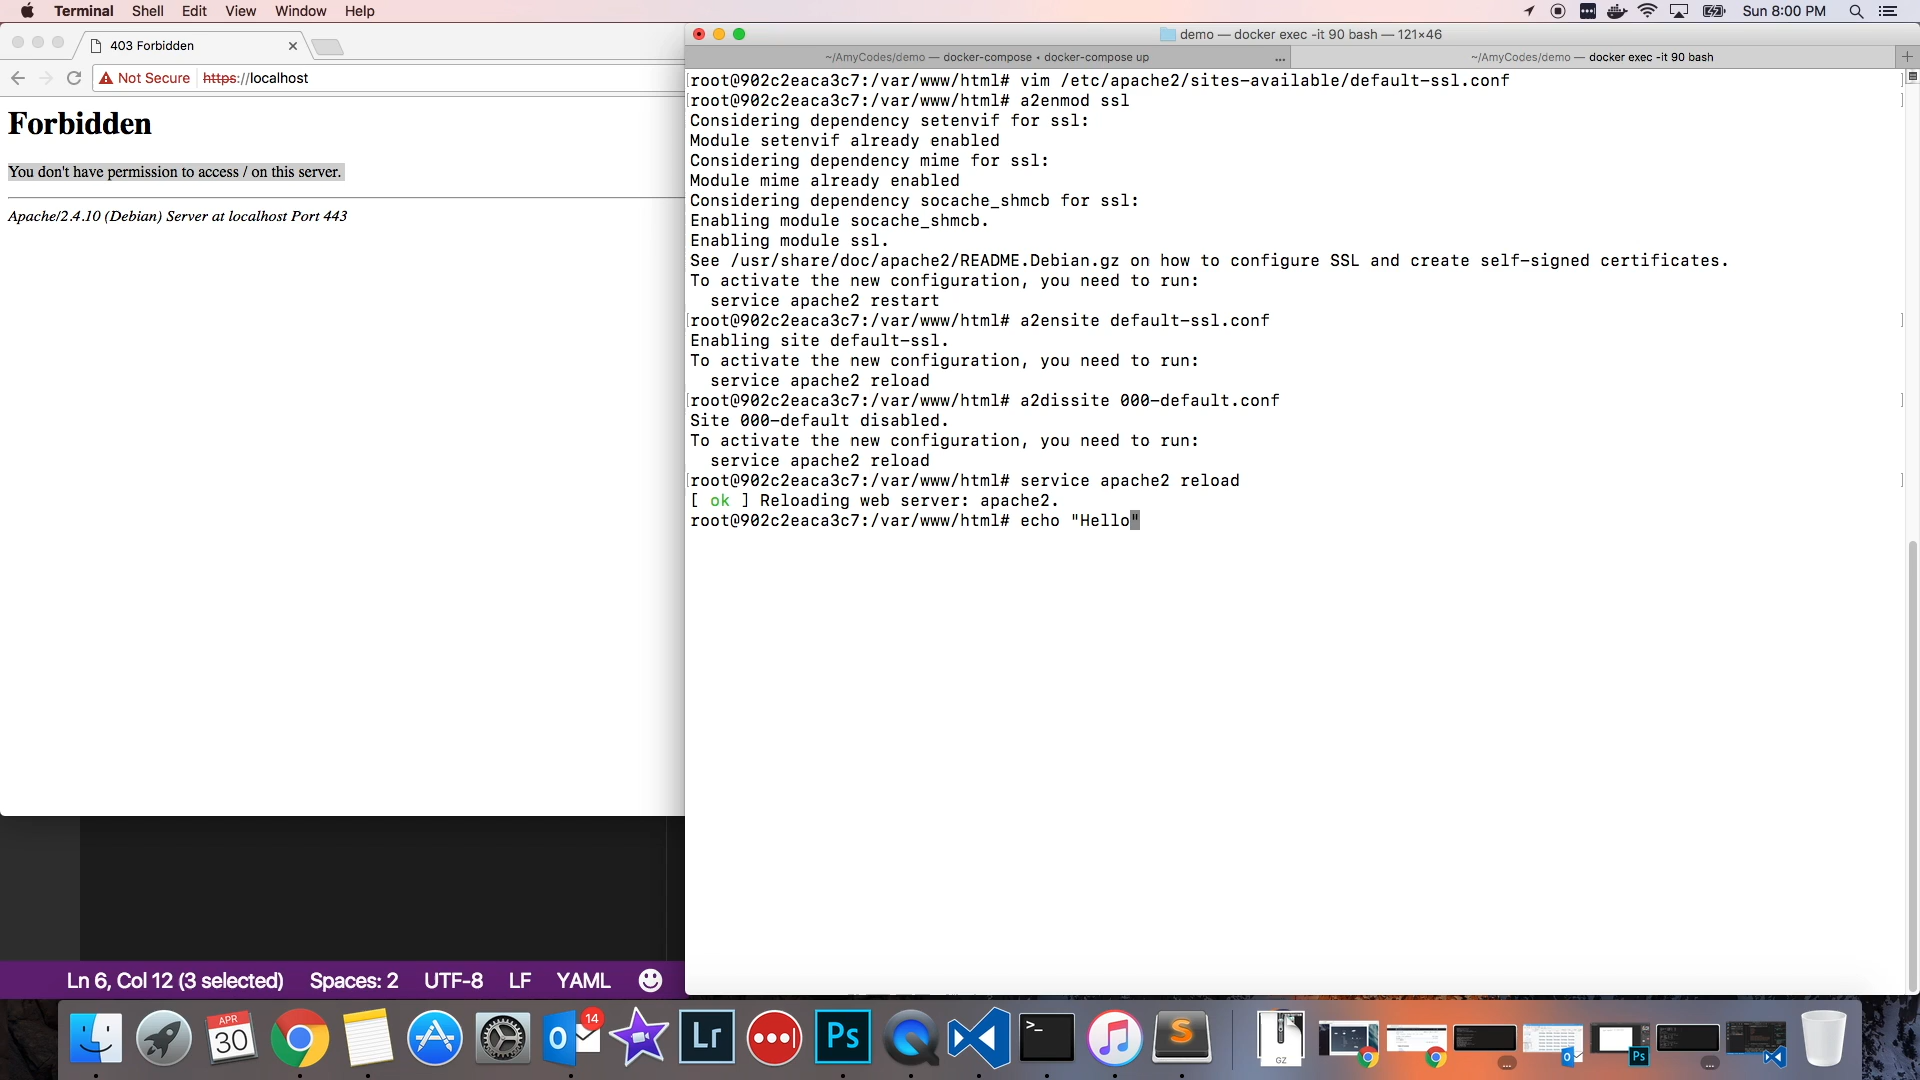 Terminal Shell Edit View Window Help
Sun 8:00 PM
403 Forbidden
Not Secure https://localhost
Forbidden
You don't have permission to access / on this server.
Apache/2.4.10 (Debian) Server at localhost Port 443
demo — docker exec -it 90 bash — 121×46
~/AmyCodes/demo — docker-compose • docker-compose up ...
~/AmyCodes/demo — docker exec -it 90 bash
[root@902c2eaca3c7:/var/www/html# vim /etc/apache2/sites-available/default-ssl.conf ]
[root@902c2eaca3c7:/var/www/html# a2enmod ssl ]
Considering dependency setenvif for ssl:
Module setenvif already enabled
Considering dependency mime for ssl:
Module mime already enabled
Considering dependency socache_shmcb for ssl:
Enabling module socache_shmcb.
Enabling module ssl.
See /usr/share/doc/apache2/README.Debian.gz on how to configure SSL and create self-signed certificates.
To activate the new configuration, you need to run:
service apache2 restart
[root@902c2eaca3c7:/var/www/html# a2ensite default-ssl.conf ]
Enabling site default-ssl.
To activate the new configuration, you need to run:
service apache2 reload
[root@902c2eaca3c7:/var/www/html# a2dissite 000-default.conf ]
Site 000-default disabled.
To activate the new configuration, you need to run:
service apache2 reload
[root@902c2eaca3c7:/var/www/html# service apache2 reload ]
[ ok ] Reloading web server: apache2.
root@902c2eaca3c7:/var/www/html# echo "Hello"
Ln 6, Col 12 (3 selected) Spaces: 2 UTF-8 LF YAML
APR
30
14
Lr
Ps
S
GZ